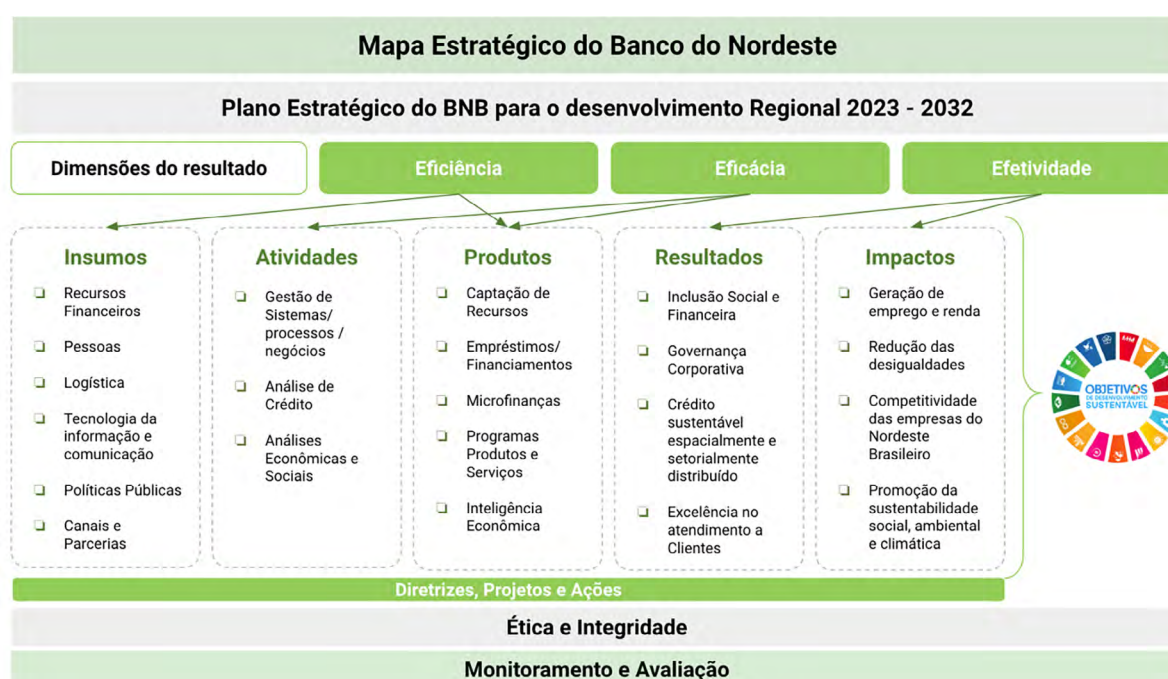 Mapa Estratégico do Banco do Nordeste
Plano Estratégico do BNB para o desenvolvimento Regional 2023 - 2032
Dimensões do resultado
Eficiência
Eficácia
Efetividade
Insumos
Recursos
Financeiros
Pessoas
Logística
Tecnologia da
informação e
comunicação
Políticas Públicas
Canais e
Parcerias
Atividades
Gestão de
Sistemas/
processos /
negócios
Análise de
Crédito
Análises
Econômicas e
Sociais
Produtos
Captação de
Recursos
Empréstimos/
Financiamentos
Microfinanças
Programas
Produtos e
Serviços
Inteligência
Econômica
Resultados
Inclusão Social e
Financeira
Governança
Corporativa
Crédito
sustentável
espacialmente e
setorialmente
distribuído
Excelência no
atendimento a
Clientes
Impactos
Geração de
emprego e renda
Redução das
desigualdades
Competitividade
das empresas do
Nordeste
Brasileiro
Promoção da
sustentabilidade
social, ambiental
e climática
OBJETIVOS
DE DESENVOLVIMENTO
SUSTENTÁVEL
Diretrizes, Projetos e Ações
Ética e Integridade
Monitoramento e Avaliação